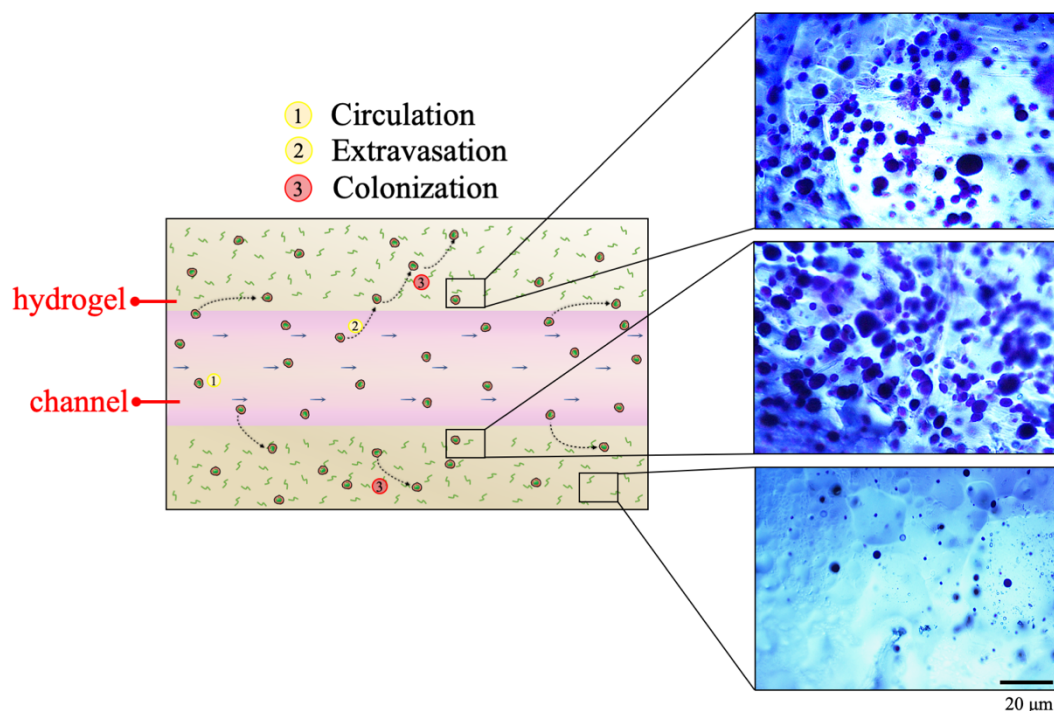 1 Circulation
2 Extravasation
3 Colonization
3
hydrogel
2
1
channel
3
20 μm